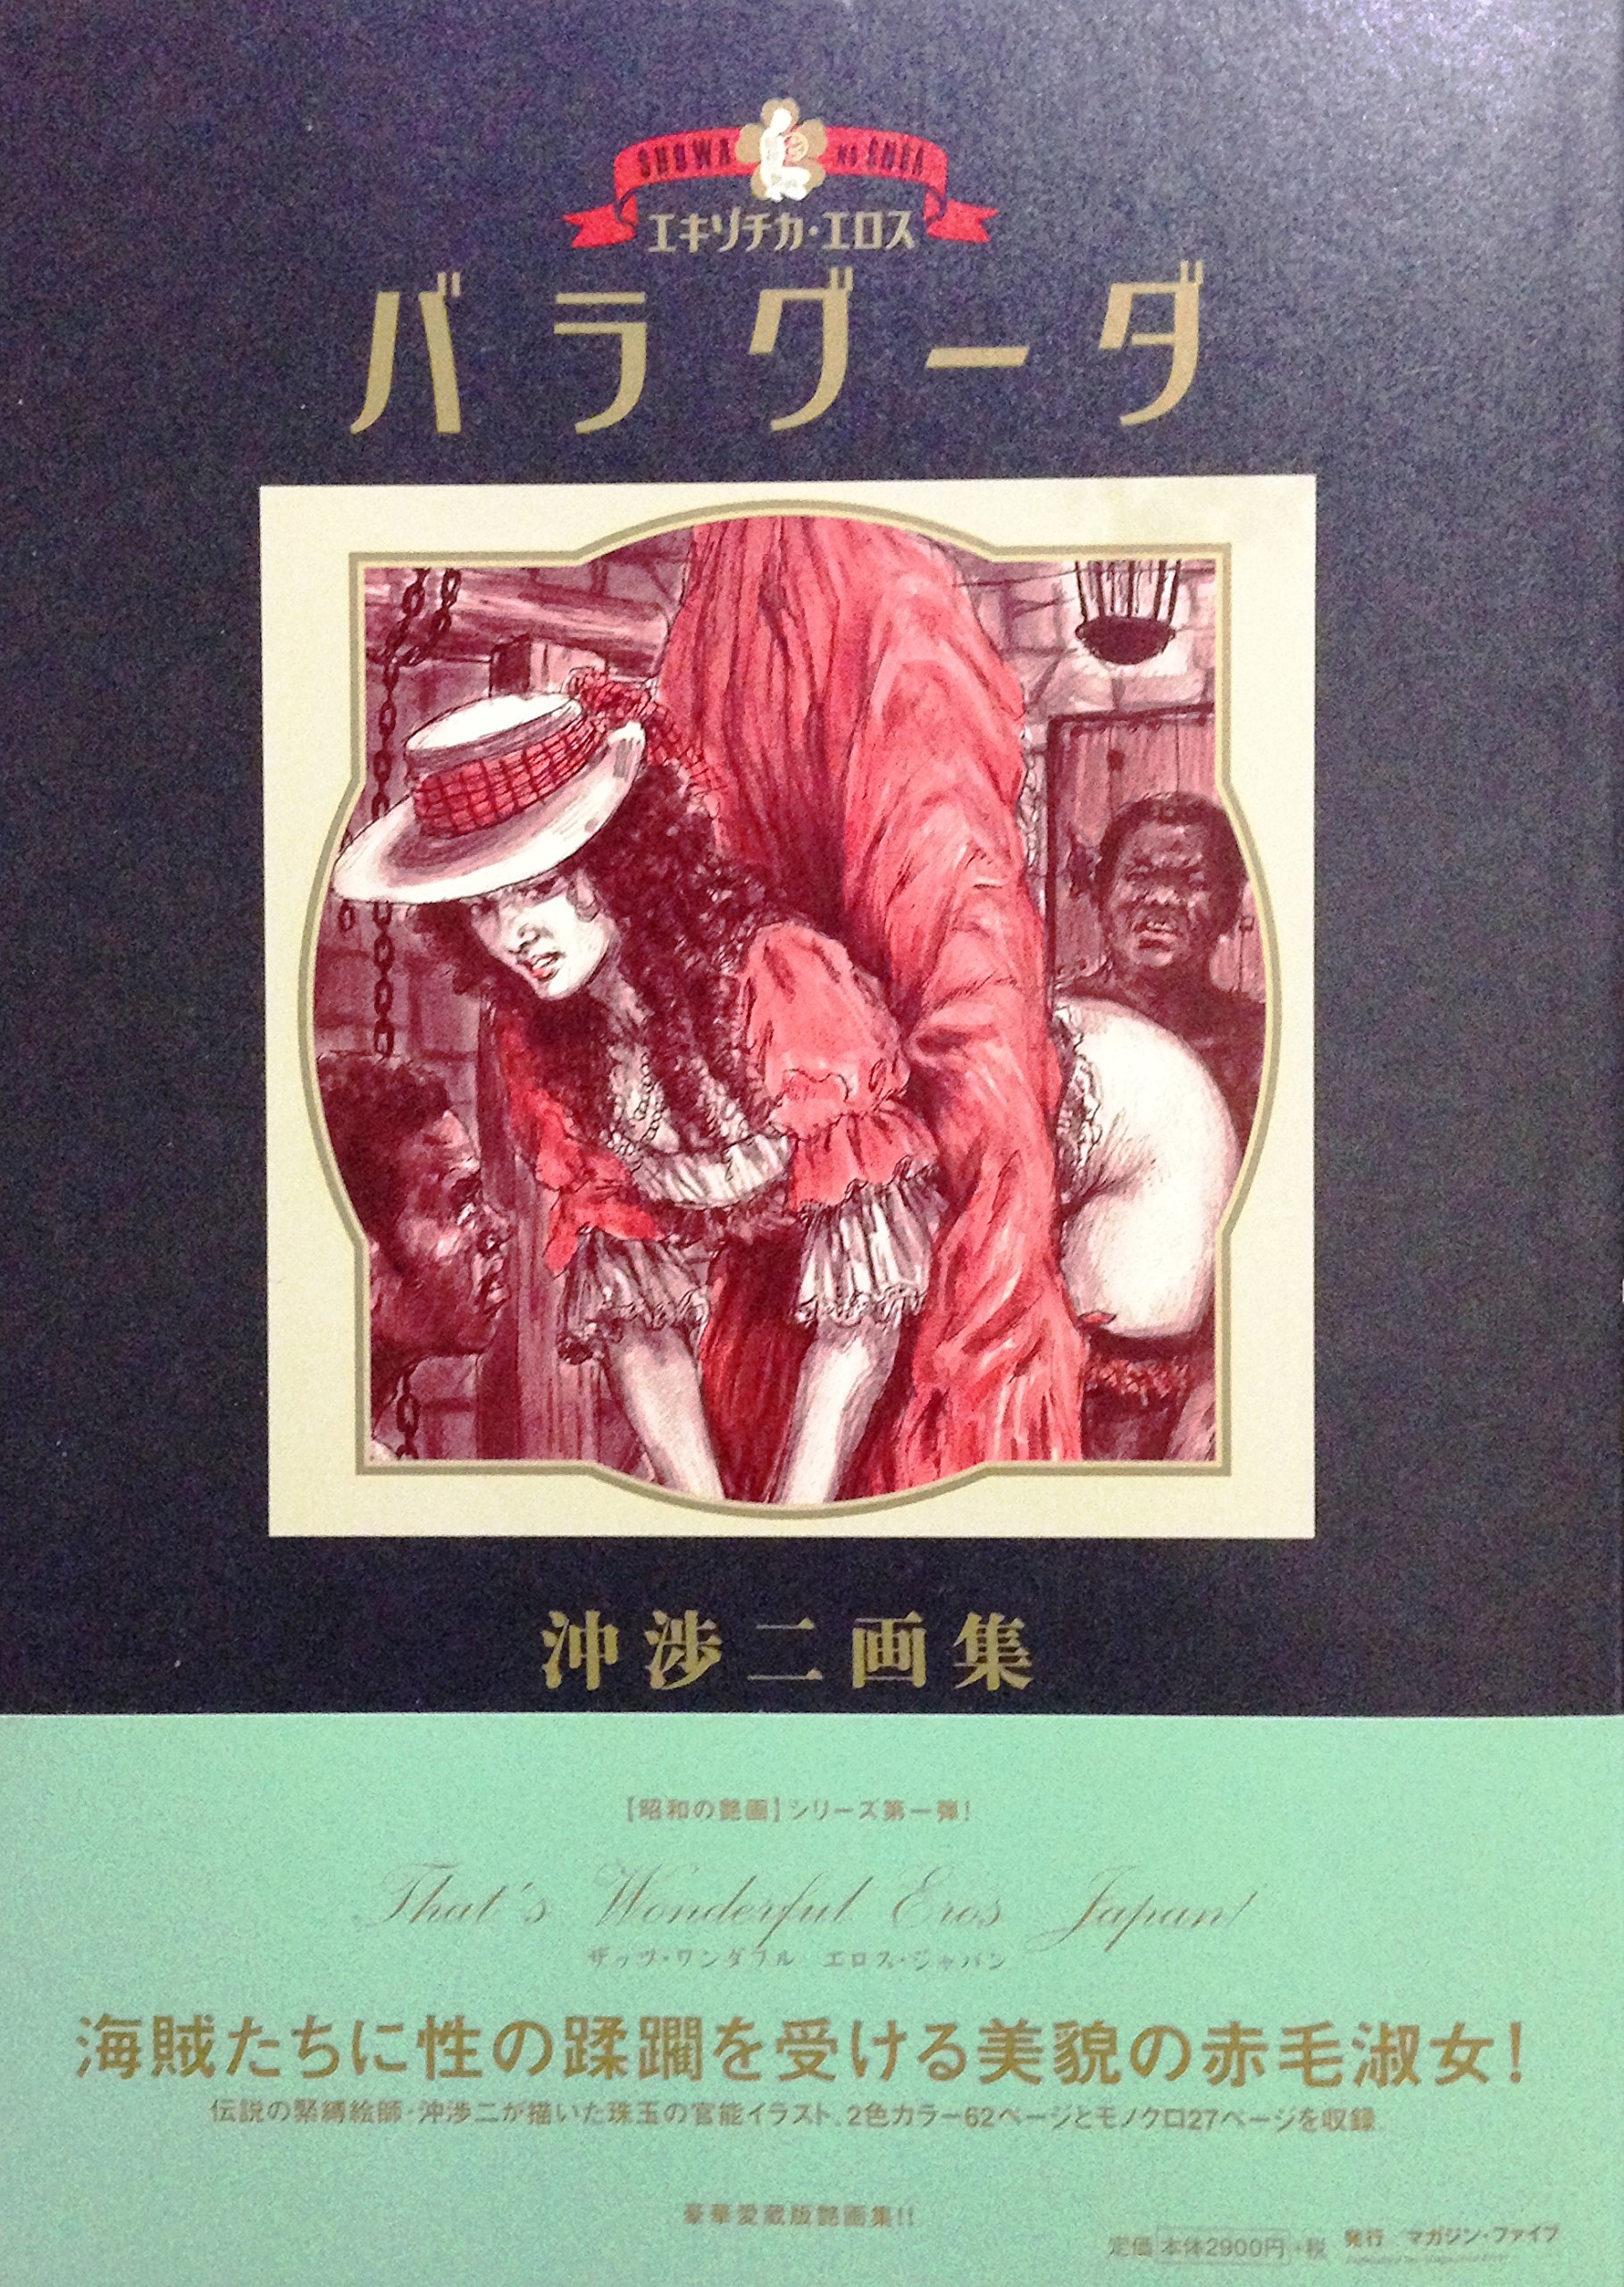 SHOWA NO ENGA
エキゾチカ・エロス
バラグーダ
沖渉二画集
【昭和の艶画】シリーズ第一弾！
That's Wonderful Eros Japan!
ザッツ・ワンダフル エロス・ジャパン
海賊たちに性の蹂躙を受ける美貌の赤毛淑女！
伝説の緊縛絵師・沖渉二が描いた珠玉の官能イラスト。2色カラー62ページとモノクロ27ページを収録
豪華愛蔵版艶画集!!
定価 本体2900円 +税 発行 マガジン・ファイブ